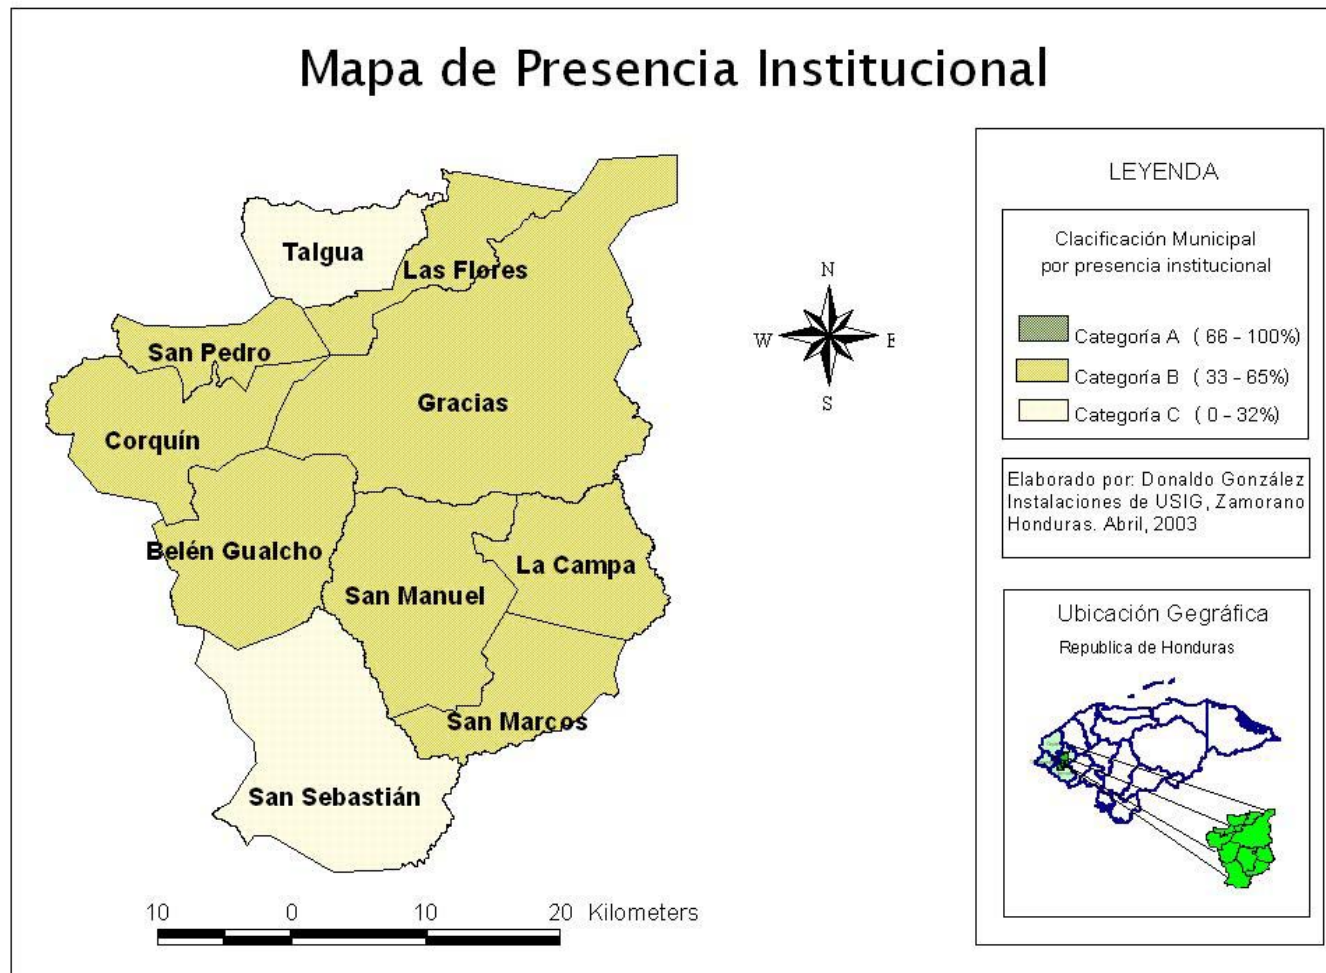 Mapa de Presencia Institucional
Talgua
Las Flores
San Pedro
Gracias
Corquín
Belén Gualcho
La Campa
San Manuel
San Marcos
San Sebastián
N
W
E
S
10 0 10 20 Kilometers
LEYENDA
Clacificación Municipal
por presencia institucional
Categoría A ( 66 - 100%)
Categoría B ( 33 - 65%)
Categoría C ( 0 - 32%)
Elaborado por: Donaldo González
Instalaciones de USIG, Zamorano
Honduras. Abril, 2003
Ubicación Gegráfica
Republica de Honduras